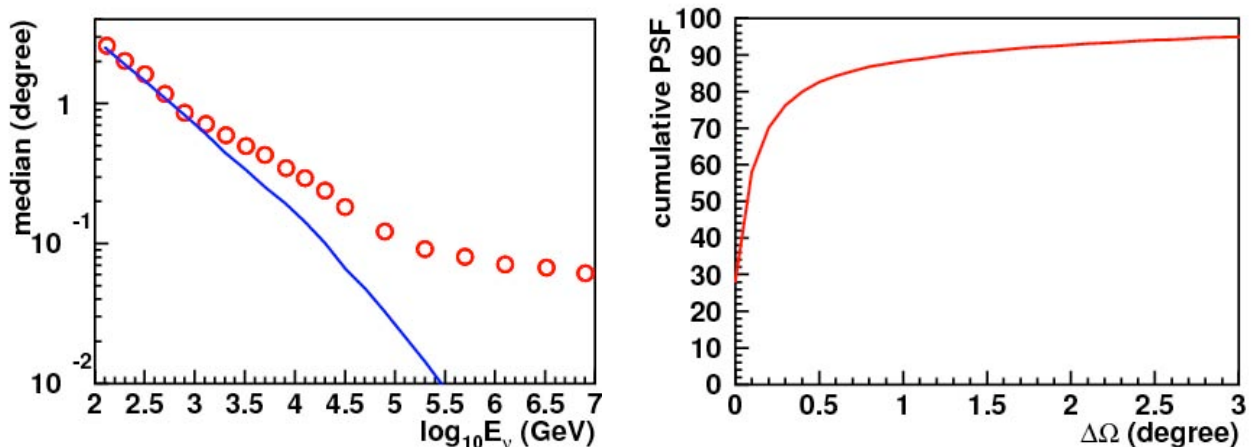 median (degree)
1
10 -1
10 -2
2 2.5 3 3.5 4 4.5 5 5.5 6 6.5 7
log10Eν (GeV)
cumulative PSF
100
90
80
70
60
50
40
30
20
10
0
0 0.5 1 1.5 2 2.5 3
ΔΩ (degree)